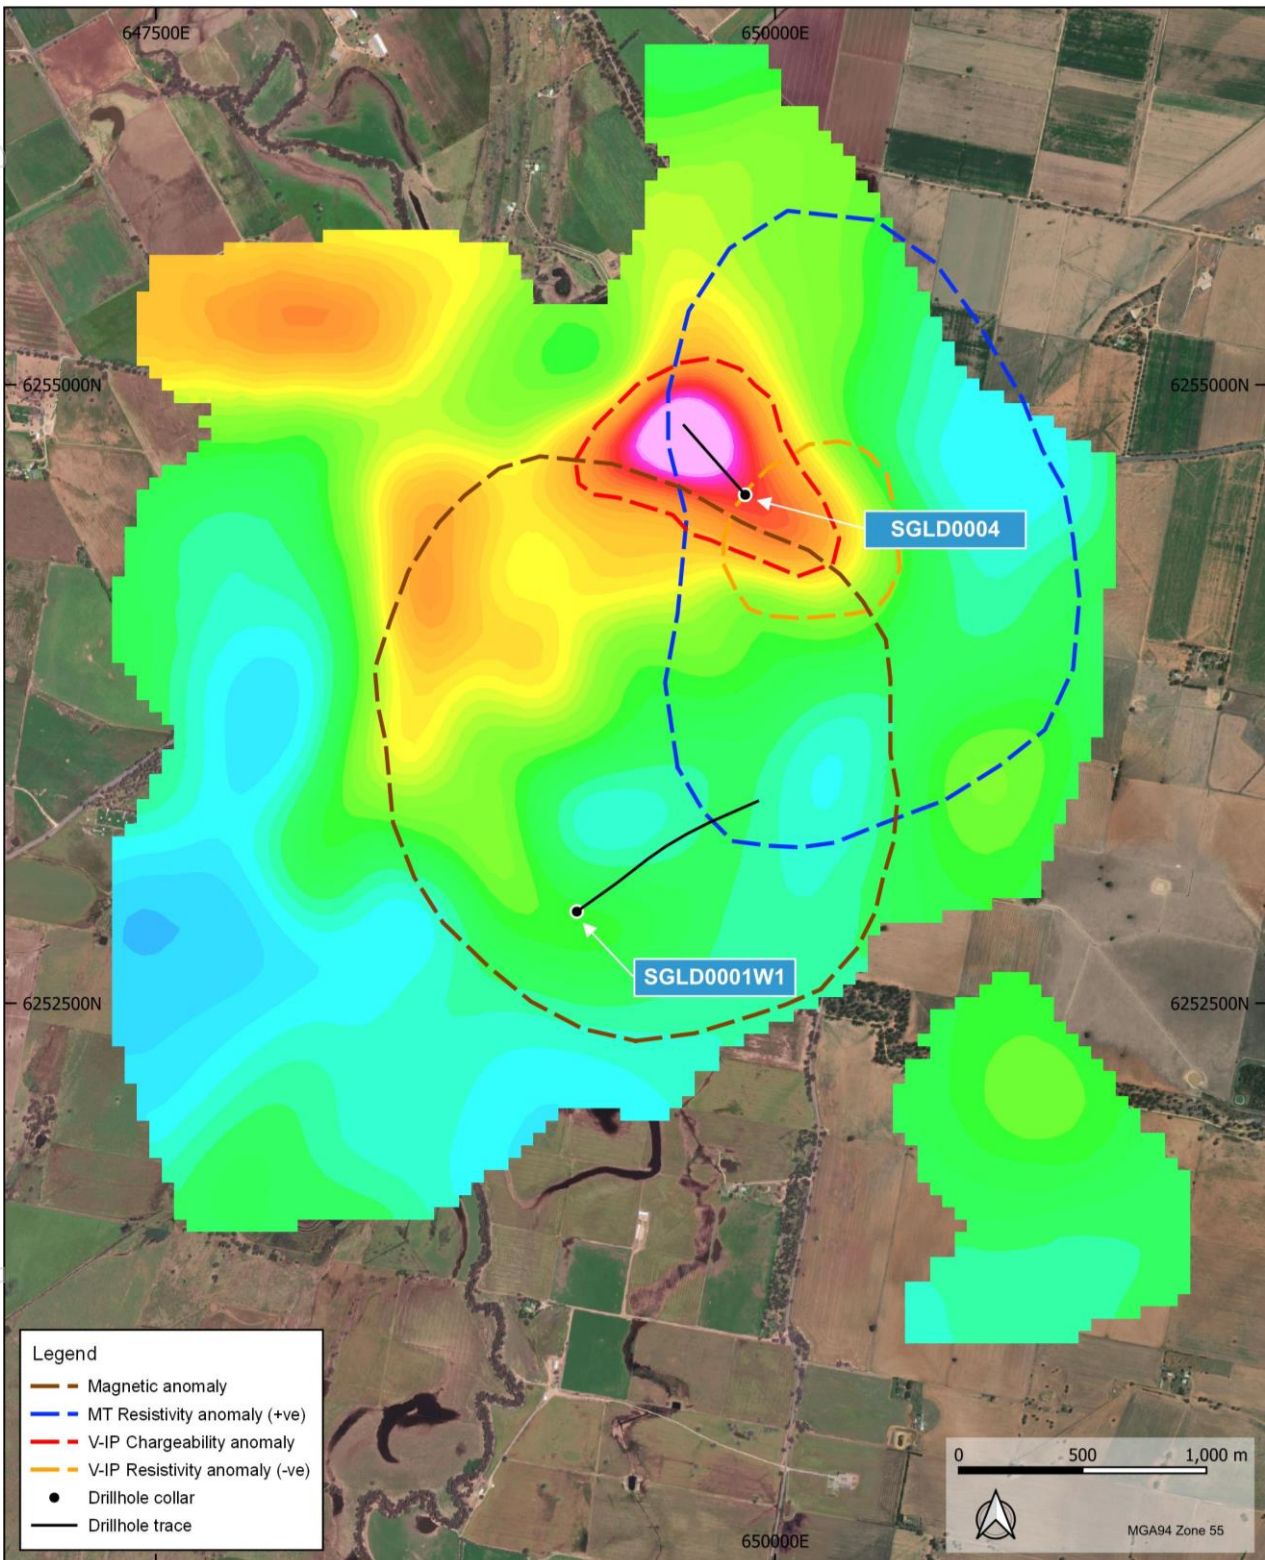 647500E
650000E
6255000N
6255000N
SGLD0004
SGLD0001W1
6252500N
6252500N
Legend
Magnetic anomaly
MT Resistivity anomaly (+ve)
V-IP Chargeability anomaly
V-IP Resistivity anomaly (-ve)
Drillhole collar
Drillhole trace
0 500 1,000 m
MGA94 Zone 55
650000E